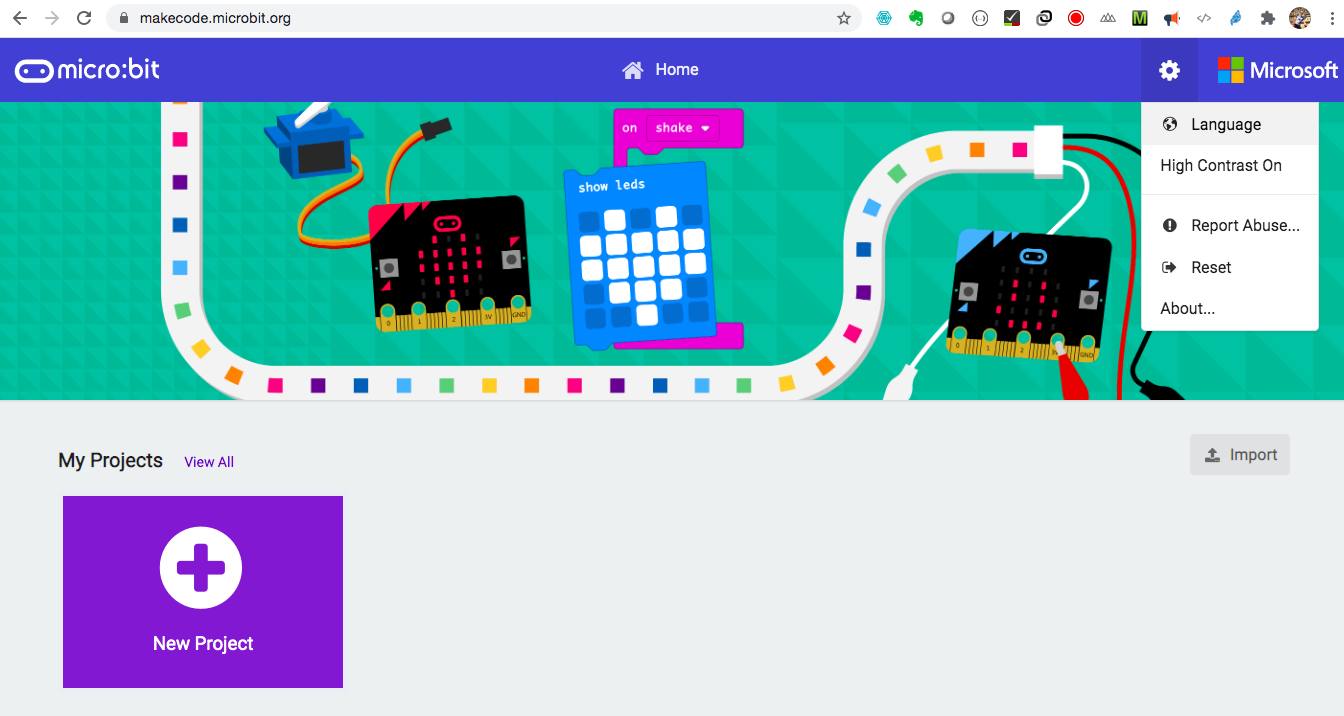 makecode.microbit.org
micro:bit
Home
Microsoft
Language
High Contrast On
Report Abuse...
Reset
About...
on shake
show leds
0 1 2 3V GND
0 1 2 3V GND
My Projects View All
Import
New Project